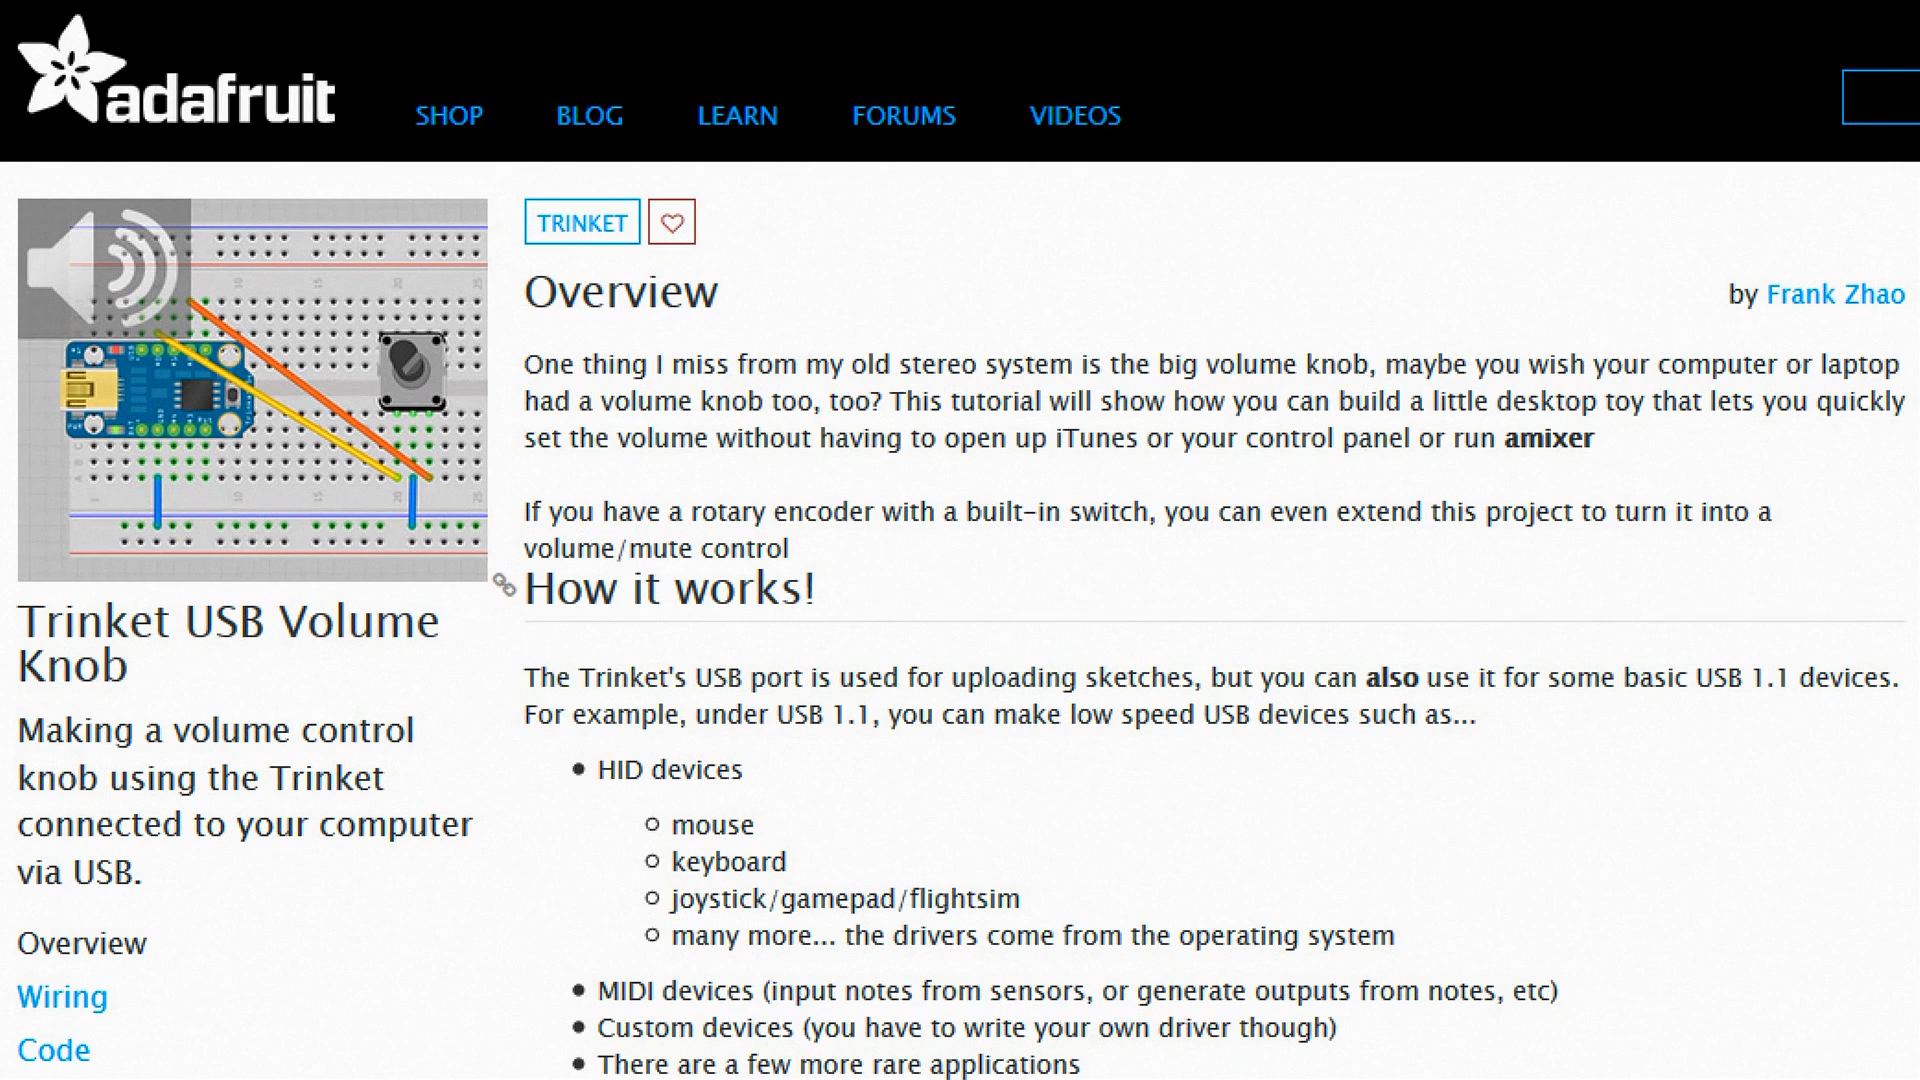 adafruit
SHOP BLOG LEARN FORUMS VIDEOS
TRINKET
Overview
by Frank Zhao
One thing I miss from my old stereo system is the big volume knob, maybe you wish your computer or laptop
had a volume knob too, too? This tutorial will show how you can build a little desktop toy that lets you quickly
set the volume without having to open up iTunes or your control panel or run amixer
If you have a rotary encoder with a built-in switch, you can even extend this project to turn it into a
volume/mute control
How it works!
The Trinket's USB port is used for uploading sketches, but you can also use it for some basic USB 1.1 devices.
For example, under USB 1.1, you can make low speed USB devices such as...
HID devices
mouse
keyboard
joystick/gamepad/flightsim
many more... the drivers come from the operating system
MIDI devices (input notes from sensors, or generate outputs from notes, etc)
Custom devices (you have to write your own driver though)
There are a few more rare applications
10 15 20 25
1 10 15 20 25
Trinket USB Volume
Knob
Making a volume control
knob using the Trinket
connected to your computer
via USB.
Overview
Wiring
Code